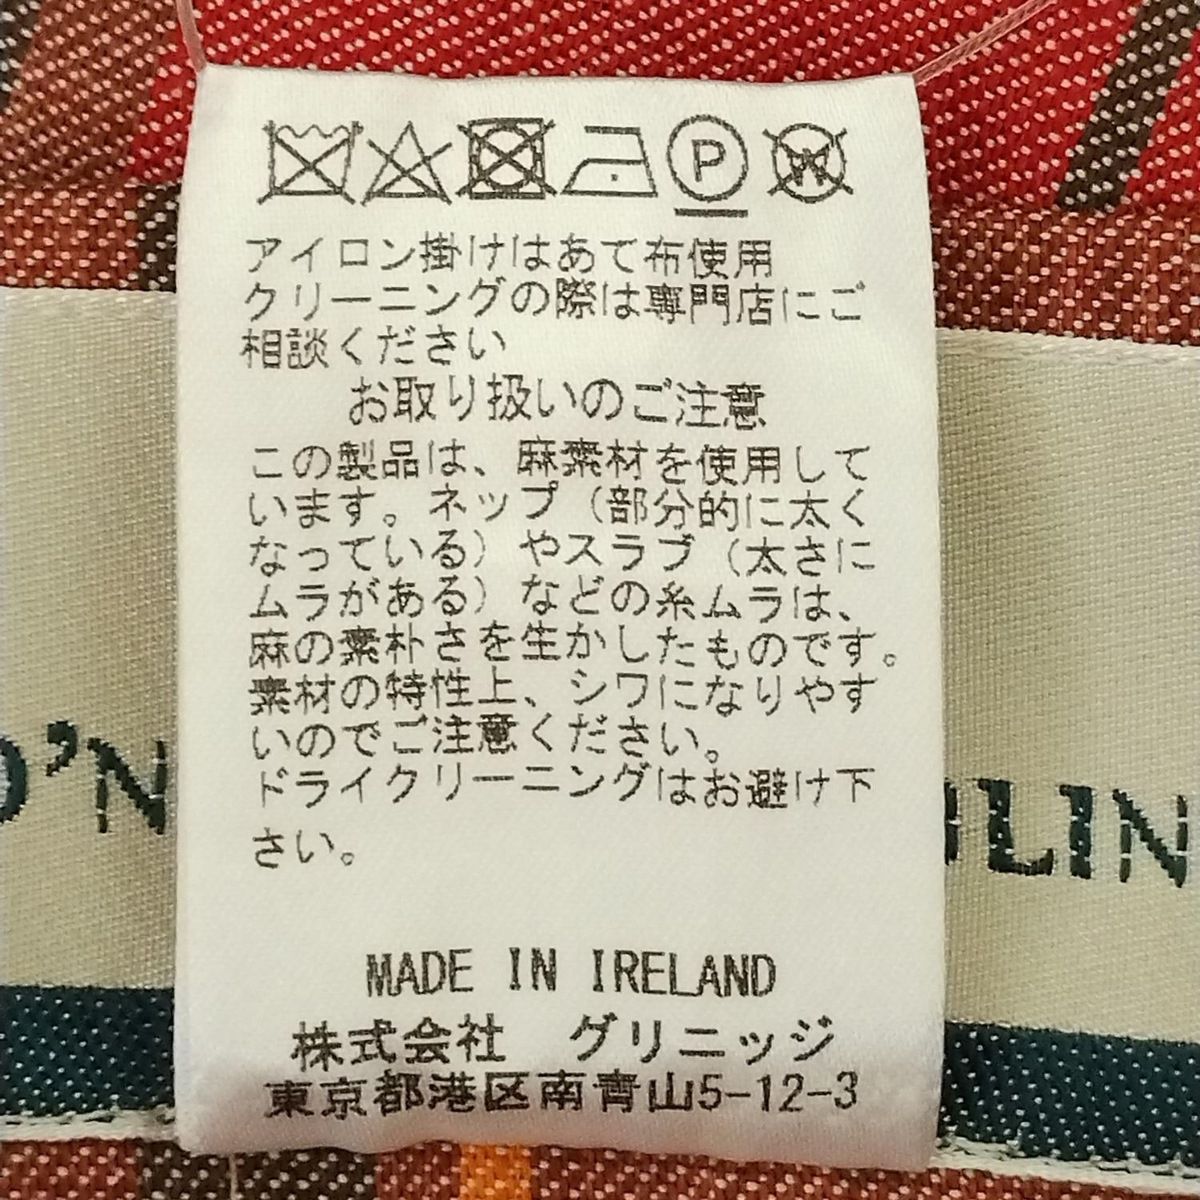 P
W
アイロン掛けはあて布使用
クリーニングの際は専門店にご
相談ください
お取り扱いのご注意
この製品は、麻素材を使用して
います。ネップ（部分的に太く
なっている）やスラブ（太さに
ムラがある）などの糸ムラは、
麻の素朴さを生かしたものです。
素材の特性上、シワになりやす
いのでご注意ください。
ドライクリーニングはお避け下
さい。
MADE IN IRELAND
株式会社　グリニッジ
東京都港区南青山5-12-3